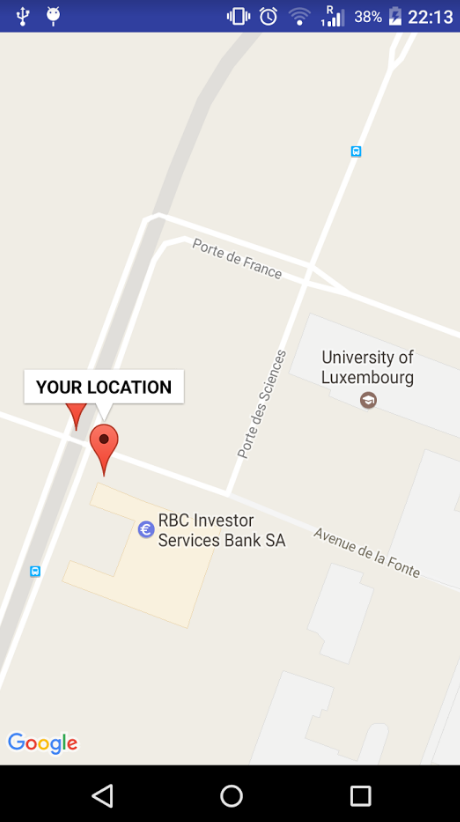 R
1
38%
22:13
Porte de France
University of
Luxembourg
Porte des Sciences
YOUR LOCATION
RBC Investor
Services Bank SA
Avenue de la Fonte
Google